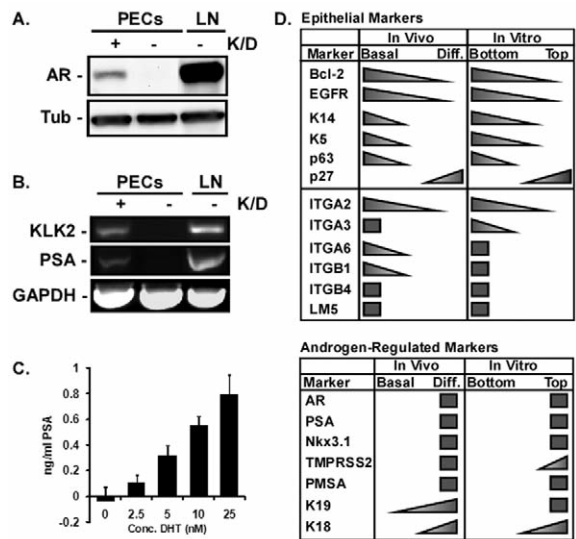 A.
PECs LN
+ - - K/D
AR -
Tub -
B.
PECs LN
+ - - K/D
KLK2 -
PSA -
GAPDH -
C.
ng/ml PSA
1
0.8
0.6
0.4
0.2
0
-0.2
0 2.5 5 10 25
Conc. DHT (nM)
D. Epithelial Markers
In Vivo In Vitro
Marker Basal Diff. Bottom Top
Bcl-2
EGFR
K14
K5
p63
p27
ITGA2
ITGA3
ITGA6
ITGB1
ITGB4
LM5
Androgen-Regulated Markers
In Vivo In Vitro
Marker Basal Diff. Bottom Top
AR
PSA
Nkx3.1
TMPRSS2
PMSA
K19
K18